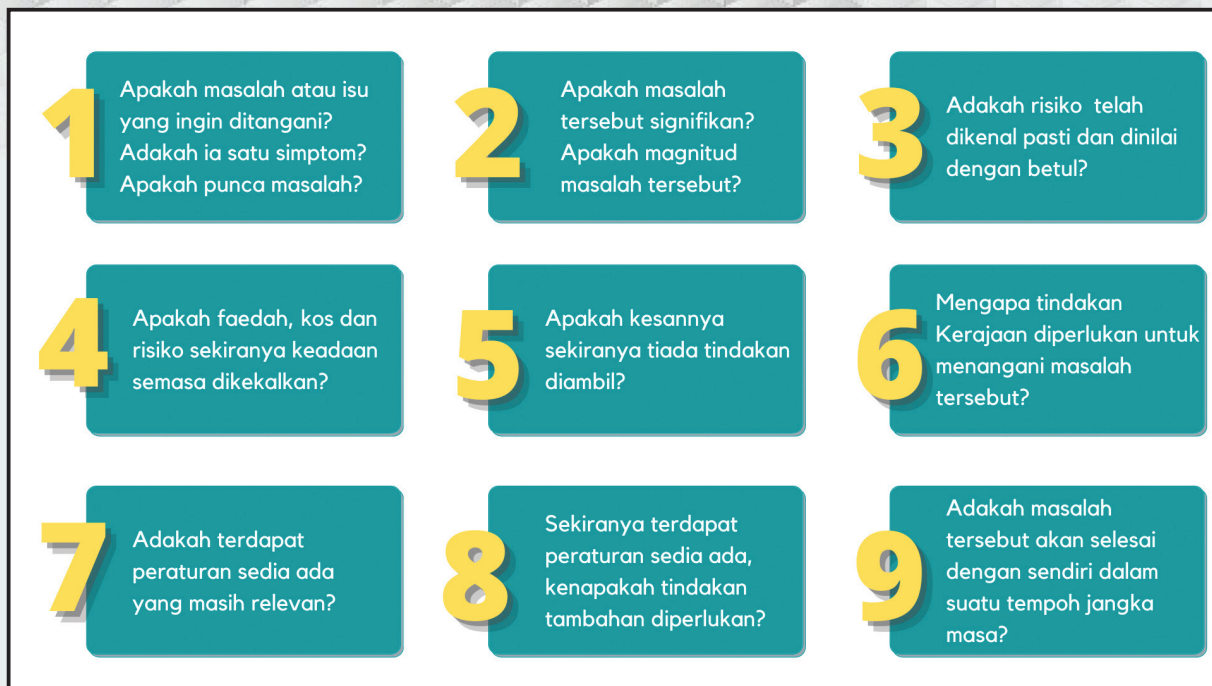 1
Apakah masalah atau isu
yang ingin ditangani?
Adakah ia satu simptom?
Apakah punca masalah?
2
Apakah masalah
tersebut signifikan?
Apakah magnitud
masalah tersebut?
3
Adakah risiko telah
dikenal pasti dan dinilai
dengan betul?
4
Apakah faedah, kos dan
risiko sekiranya keadaan
semasa dikekalkan?
5
Apakah kesannya
sekiranya tiada tindakan
diambil?
6
Mengapa tindakan
Kerajaan diperlukan untuk
menangani masalah
tersebut?
7
Adakah terdapat
peraturan sedia ada
yang masih relevan?
8
Sekiranya terdapat
peraturan sedia ada,
kenapakah tindakan
tambahan diperlukan?
9
Adakah masalah
tersebut akan selesai
dengan sendiri dalam
suatu tempoh jangka
masa?